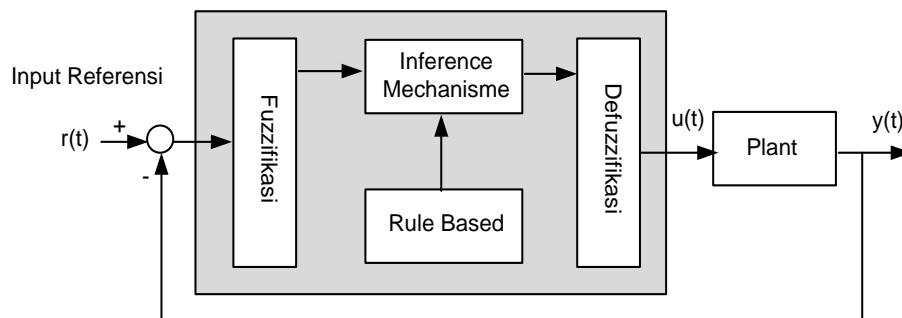 Input Referensi
r(t)
+
-
Fuzzifikasi
Inference
Mechanisme
Rule Based
Defuzzifikasi
u(t)
Plant
y(t)